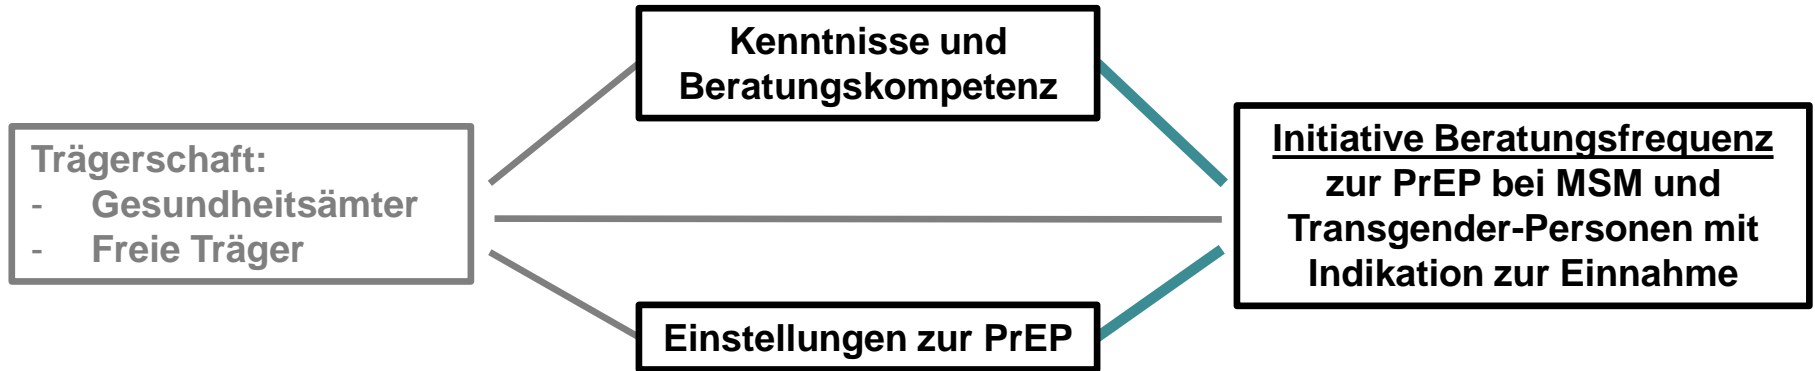 Kenntnisse und
Beratungskompetenz
Trägerschaft:
- Gesundheitsämter
- Freie Träger
Initiative Beratungsfrequenz
zur PrEP bei MSM und
Transgender-Personen mit
Indikation zur Einnahme
Einstellungen zur PrEP